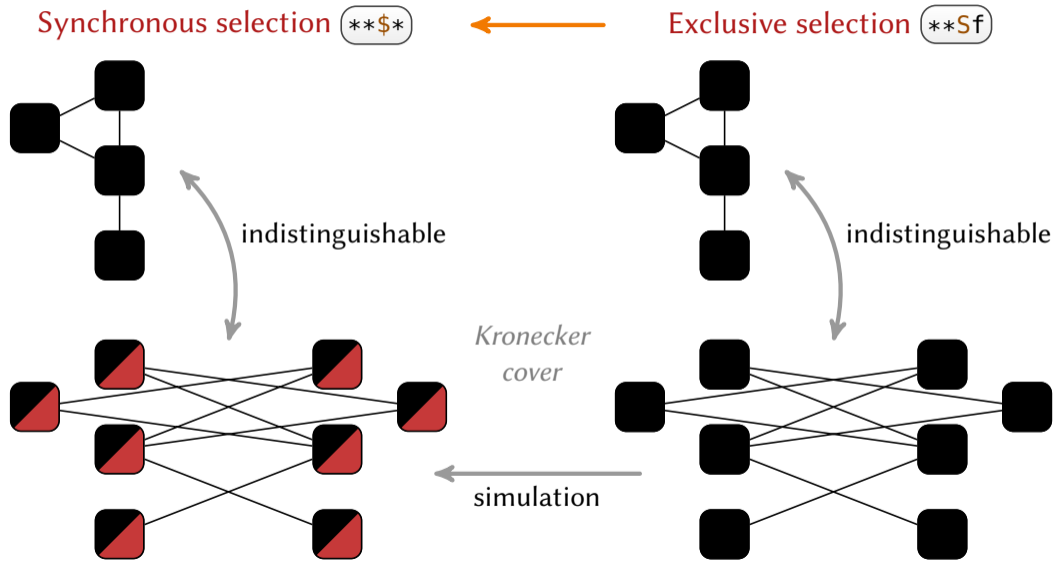 Synchronous selection **$*
Exclusive selection **Sf
indistinguishable
indistinguishable
Kronecker
cover
simulation